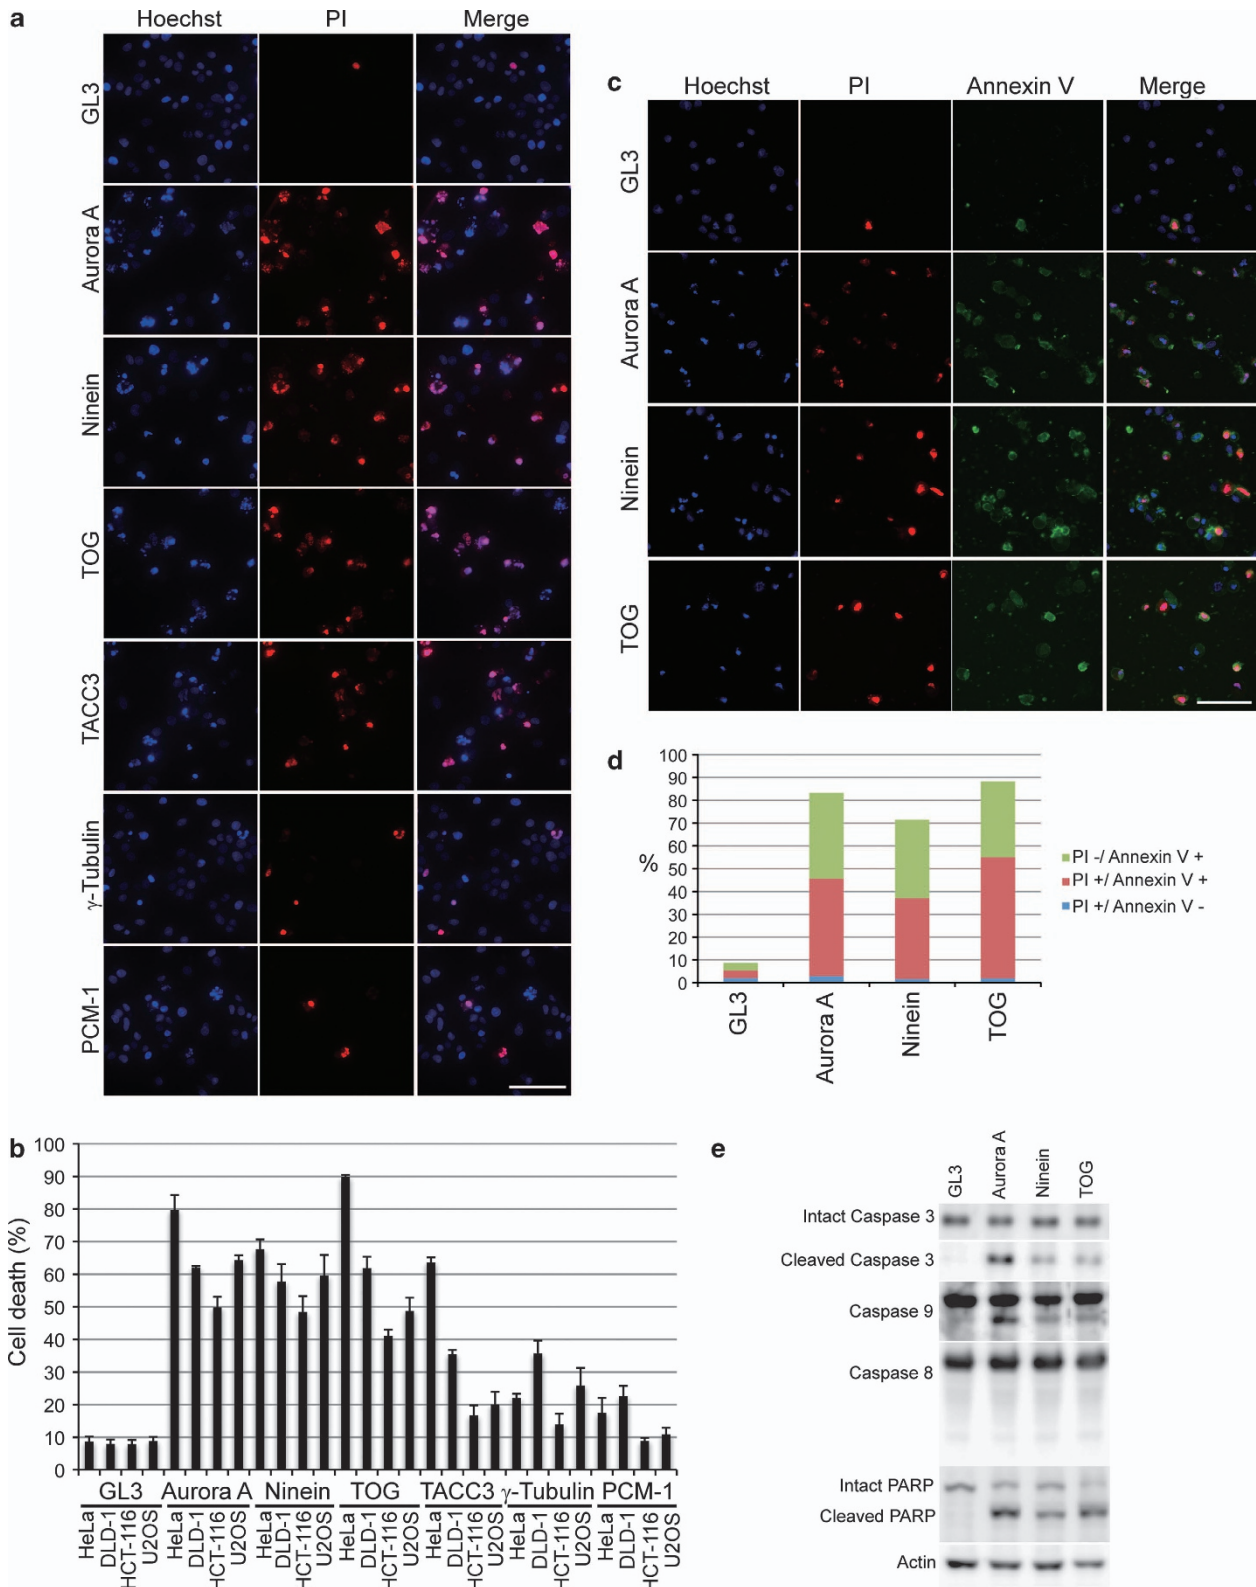 a
Hoechst PI Merge
GL3
Aurora A
Ninein
TOG
TACC3
γ-Tubulin
PCM-1
c
Hoechst PI Annexin V Merge
GL3
Aurora A
Ninein
TOG
d
100
90
80
70
60
50
40
30
20
10
0
%
GL3 Aurora A Ninein TOG
PI -/ Annexin V +
PI +/ Annexin V +
PI +/ Annexin V -
b
100
90
80
70
60
50
40
30
20
10
0
Cell death (%)
GL3 Aurora A Ninein TOG TACC3 γ-Tubulin PCM-1
HeLa DLD-1 HCT-116 U2OS HeLa DLD-1 HCT-116 U2OS HeLa DLD-1 HCT-116 U2OS HeLa DLD-1 HCT-116 U2OS HeLa DLD-1 HCT-116 U2OS HeLa DLD-1 HCT-116 U2OS HeLa DLD-1 HCT-116 U2OS
e
GL3 Aurora A Ninein TOG
Intact Caspase 3
Cleaved Caspase 3
Caspase 9
Caspase 8
Intact PARP
Cleaved PARP
Actin